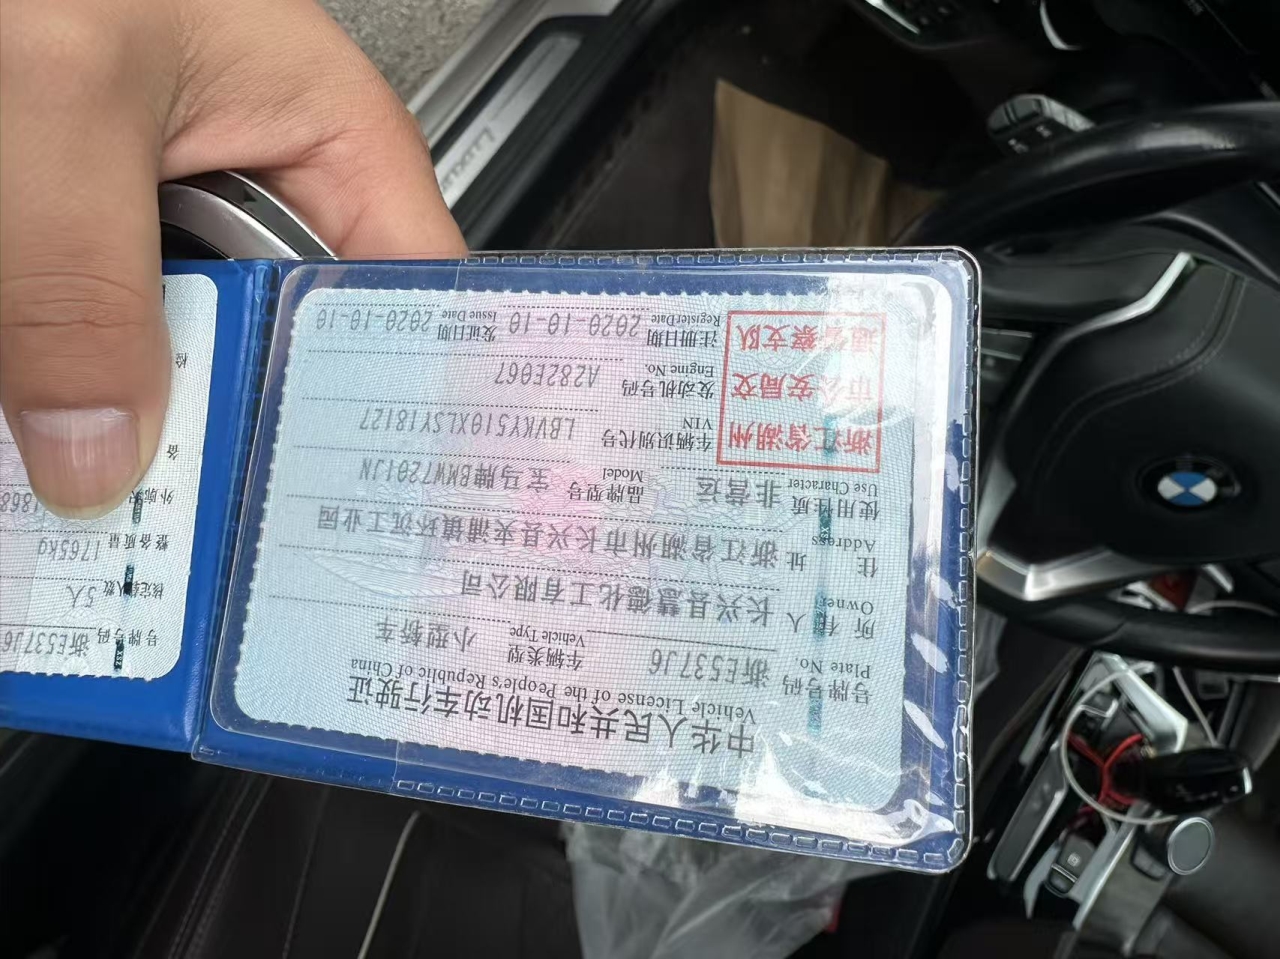 中华人民共和国机动车行驶证
Vehicle License of the People's Republic of China
号牌号码 浙E537J6 车辆类型 小型轿车
Plate No. Vehicle Type
所有人 长兴县慧德化工有限公司
Owner
住址 浙江省湖州市长兴县夹浦镇环沉工业园
Address
使用性质 非营运 品牌型号 宝马牌BMW7201JN
Use Character Model
浙江省湖州
市公安局交
通警察支队
车辆识别代号 LBVKY510XLSY18127
VIN
发动机号码 A282E067
Engine No.
注册日期 2020-10-10 发证日期 2020-10-10
Register Date Issue Date
号牌号码 浙E537J6
核定载人数 5人
整备质量 1765kg
外廓
备
检